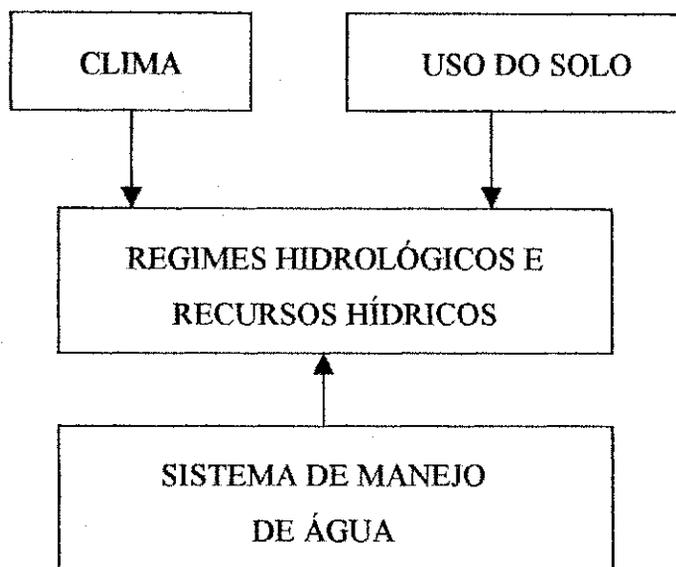 CLIMA
USO DO SOLO
REGIMES HIDROLÓGICOS E
RECURSOS HÍDRICOS
SISTEMA DE MANEJO
DE ÁGUA